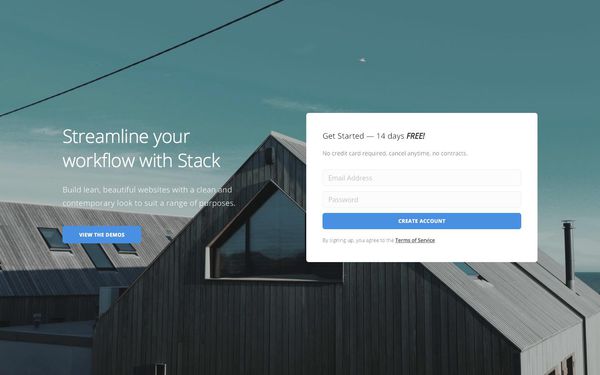 Streamline your
workflow with Stack
Build lean, beautiful websites with a clean and
contemporary look to suit a range of purposes.
VIEW THE DEMOS
Get Started — 14 days FREE!
No credit card required, cancel anytime, no contracts.
Email Address
Password
CREATE ACCOUNT
By signing up, you agree to the Terms of Service